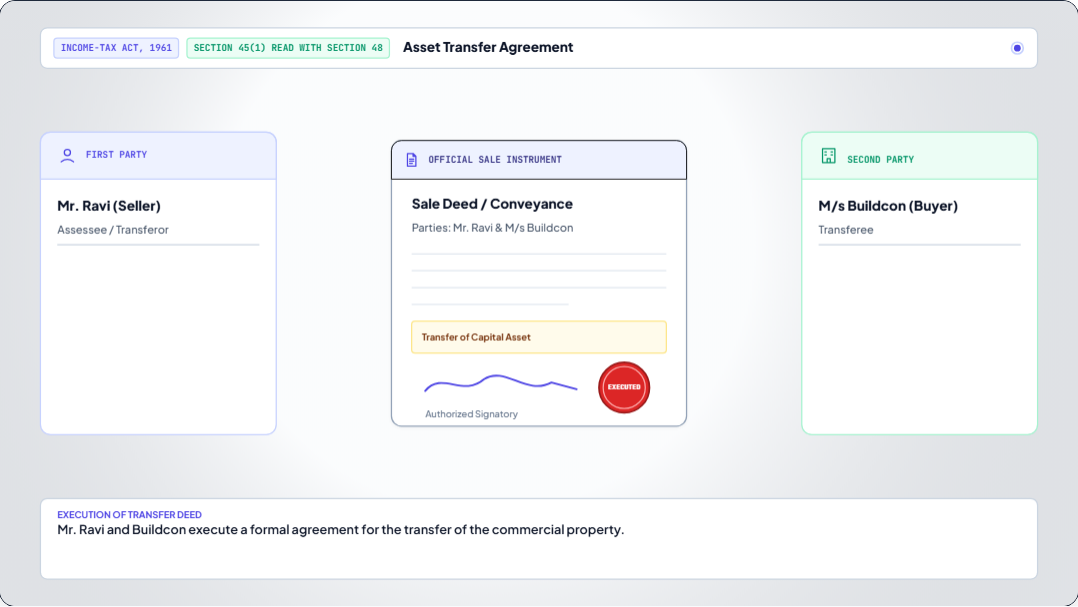 INCOME-TAX ACT, 1961
SECTION 45(1) READ WITH SECTION 48
Asset Transfer Agreement
FIRST PARTY
Mr. Ravi (Seller)
Assessee / Transferor
OFFICIAL SALE INSTRUMENT
Sale Deed / Conveyance
Parties: Mr. Ravi & M/s Buildcon
Transfer of Capital Asset
EXECUTED
Authorized Signatory
SECOND PARTY
M/s Buildcon (Buyer)
Transferee
EXECUTION OF TRANSFER DEED
Mr. Ravi and Buildcon execute a formal agreement for the transfer of the commercial property.